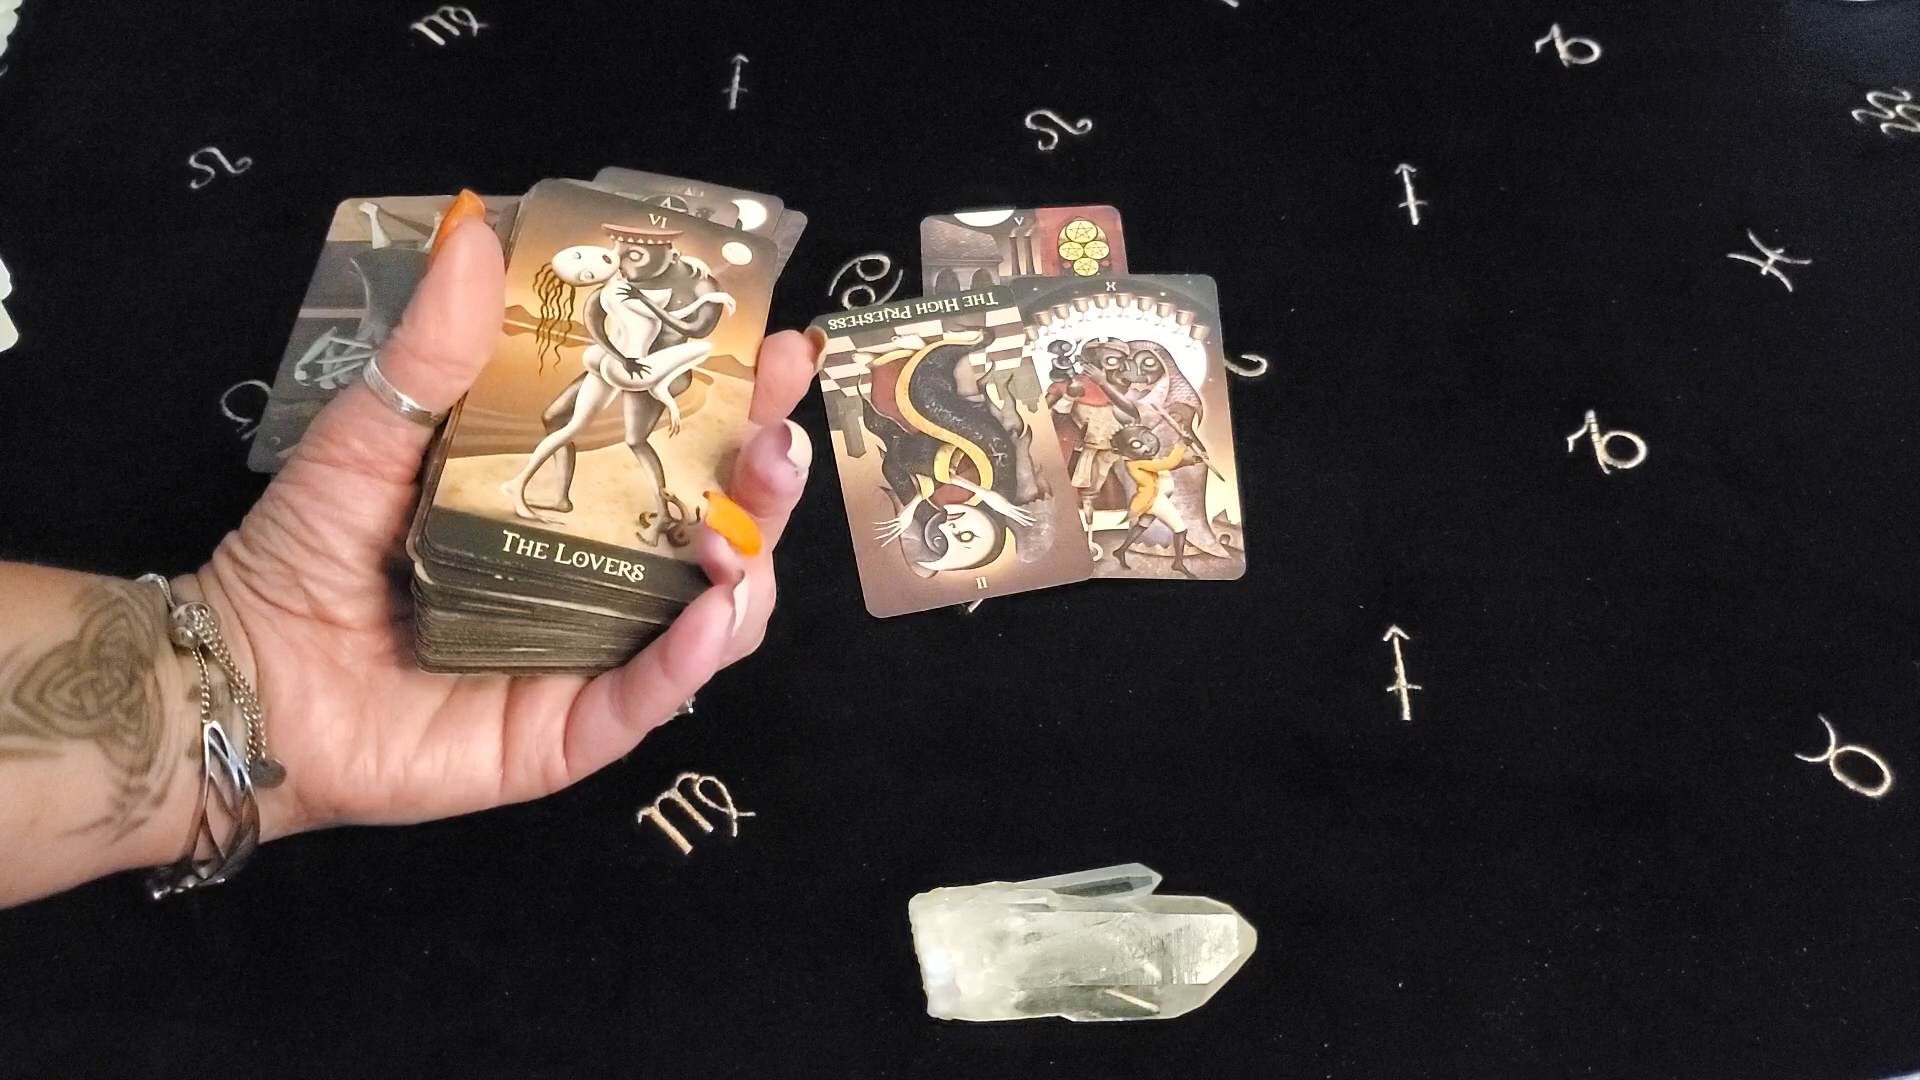 VI
THE LOVERS
V
THE HIGH PRIESTESS
II
X